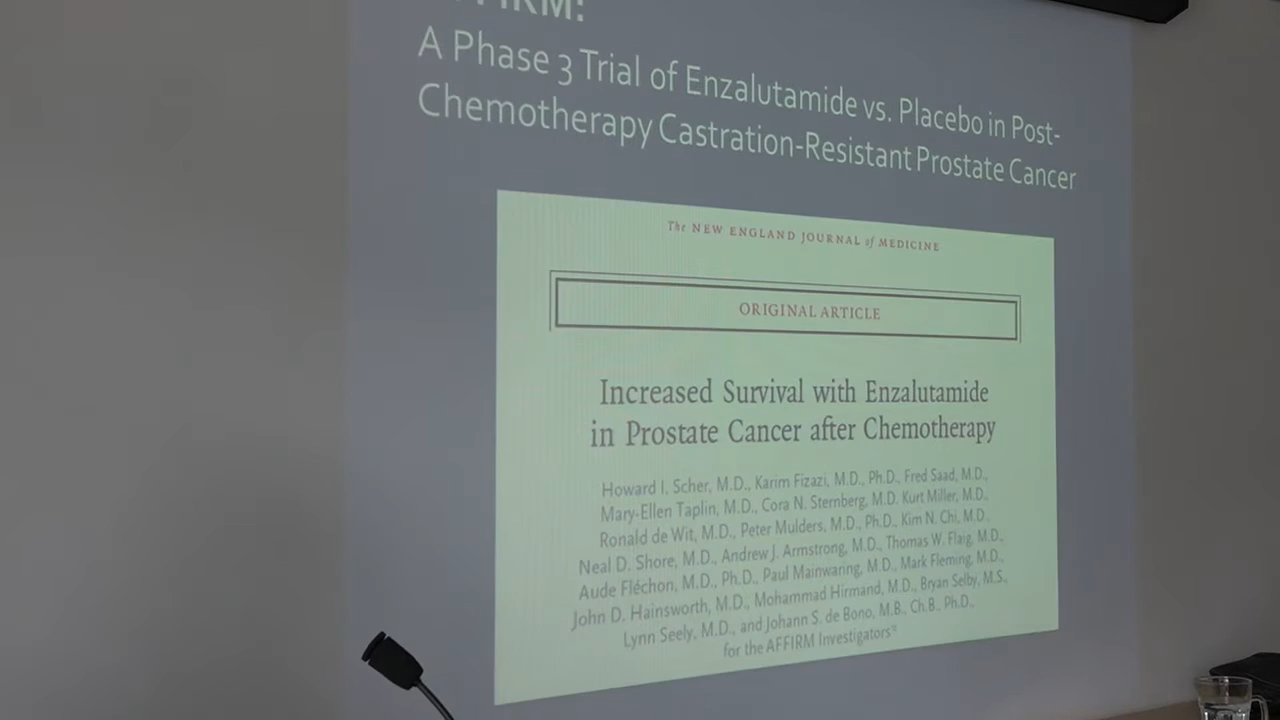 A Phase 3 Trial of Enzalutamide vs. Placebo in Post-
Chemotherapy Castration-Resistant Prostate Cancer
The NEW ENGLAND JOURNAL of MEDICINE
ORIGINAL ARTICLE
Increased Survival with Enzalutamide
in Prostate Cancer after Chemotherapy
Howard I. Scher, M.D., Karim Fizazi, M.D., Ph.D., Fred Saad, M.D.,
Mary-Ellen Taplin, M.D., Cora N. Sternberg, M.D. Kurt Miller, M.D.,
Ronald de Wit, M.D., Peter Mulders, M.D., Ph.D., Kim N. Chi, M.D.,
Neal D. Shore, M.D., Andrew J. Armstrong, M.D., Thomas W. Flaig, M.D.,
Aude Fléchon, M.D., Ph.D., Paul Mainwaring, M.D., Mark Fleming, M.D.,
John D. Hainsworth, M.D., Mohammad Hirmand, M.D., Bryan Selby, M.S.,
Lynn Seely, M.D., and Johann S. de Bono, M.B., Ch.B., Ph.D.,
for the AFFIRM Investigators*